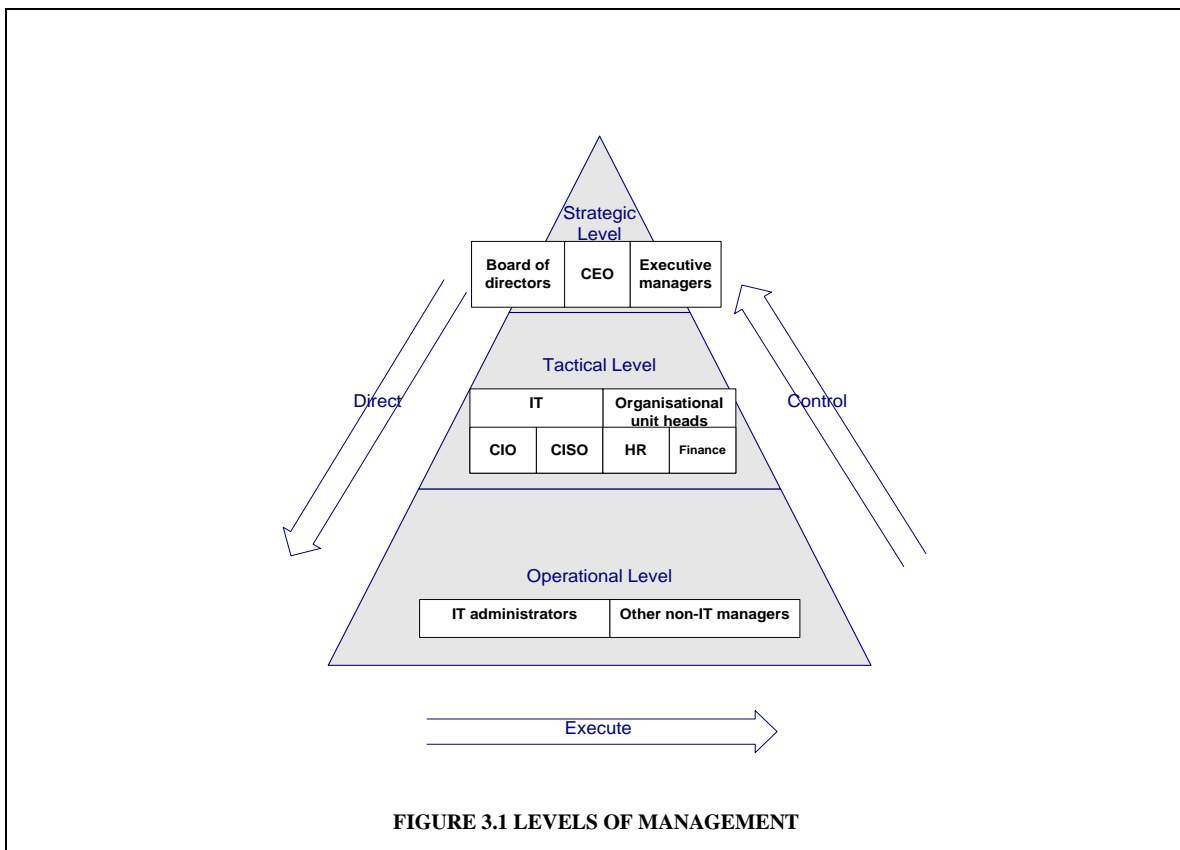 Strategic
Level
Board of
directors
CEO
Executive
managers
Tactical Level
Direct
Control
IT
Organisational
unit heads
CIO
CISO
HR
Finance
Operational Level
IT administrators
Other non-IT managers
Execute
FIGURE 3.1 LEVELS OF MANAGEMENT